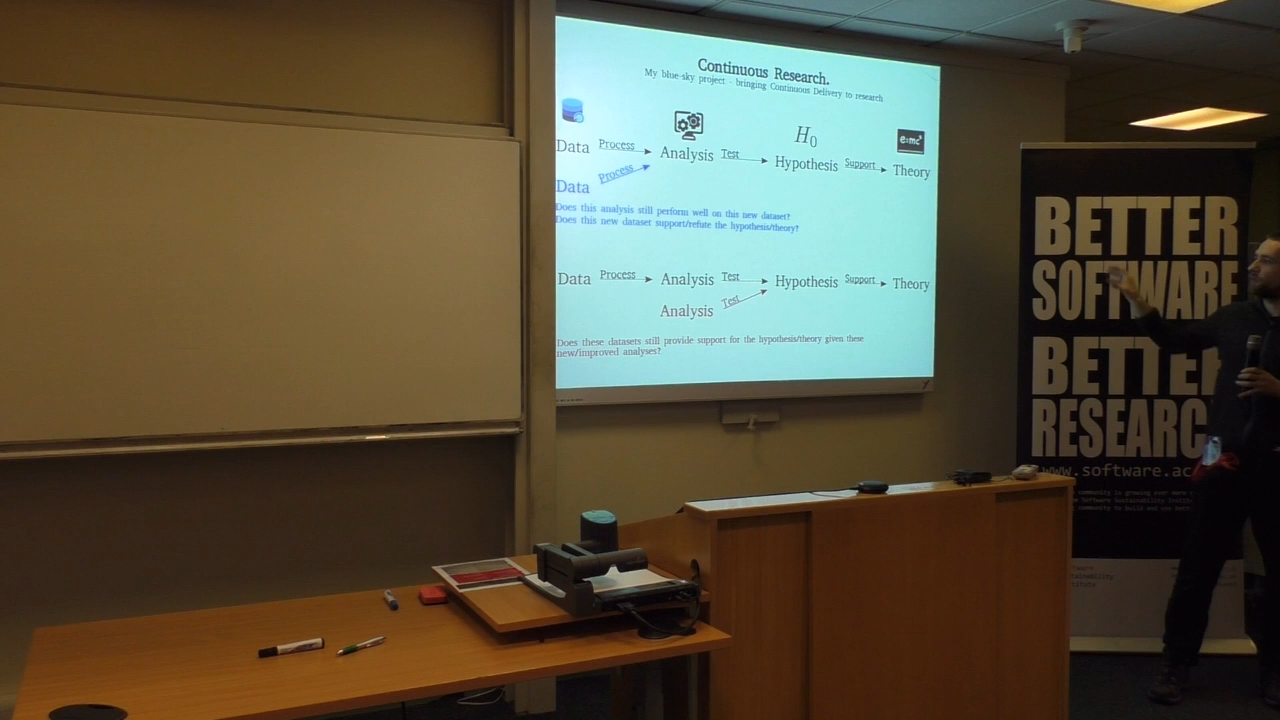 Continuous Research.
My blue-sky project - bringing Continuous Delivery to research
H0
e=mc²
Data Process Analysis Test Hypothesis Support Theory
Data Process
Does this analysis still perform well on this new dataset?
Does this new dataset support/refute the hypothesis/theory?
Data Process Analysis Test Hypothesis Support Theory
Analysis Test
Does these datasets still provide support for the hypothesis/theory given these
new/improved analyses?
BETTER
SOFTWARE
BETTER
RESEARC
www.software.ac